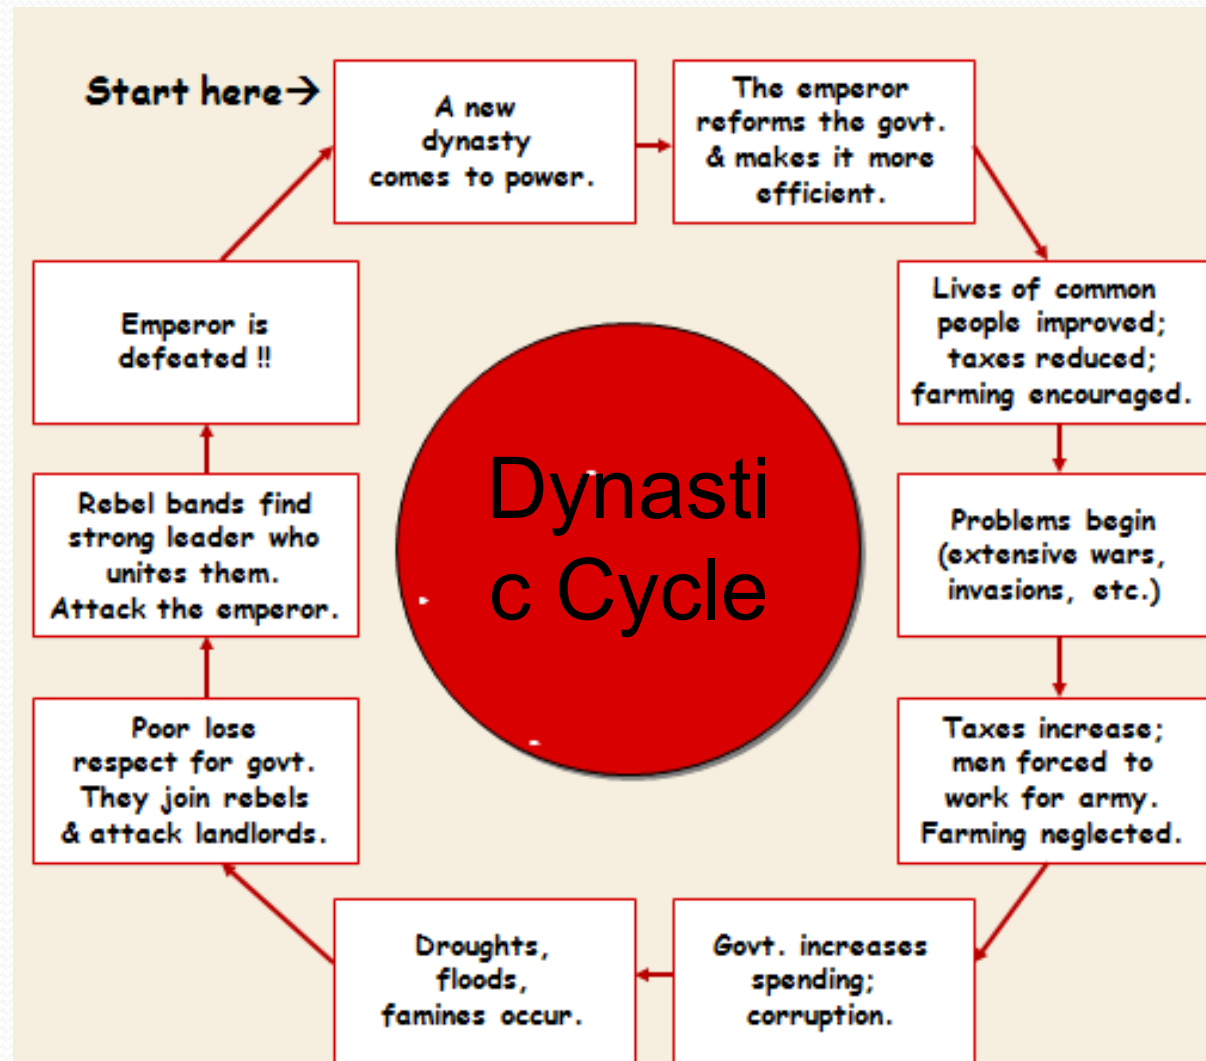 Start here→
A new
dynasty
comes to power.
The emperor
reforms the govt.
& makes it more
efficient.
Lives of common
people improved;
taxes reduced;
farming encouraged.
Problems begin
(extensive wars,
invasions, etc.)
Taxes increase;
men forced to
work for army.
Farming neglected.
Govt. increases
spending;
corruption.
Droughts,
floods,
famines occur.
Poor lose
respect for govt.
They join rebels
& attack landlords.
Rebel bands find
strong leader who
unites them.
Attack the emperor.
Emperor is
defeated !!
Dynasti
c Cycle